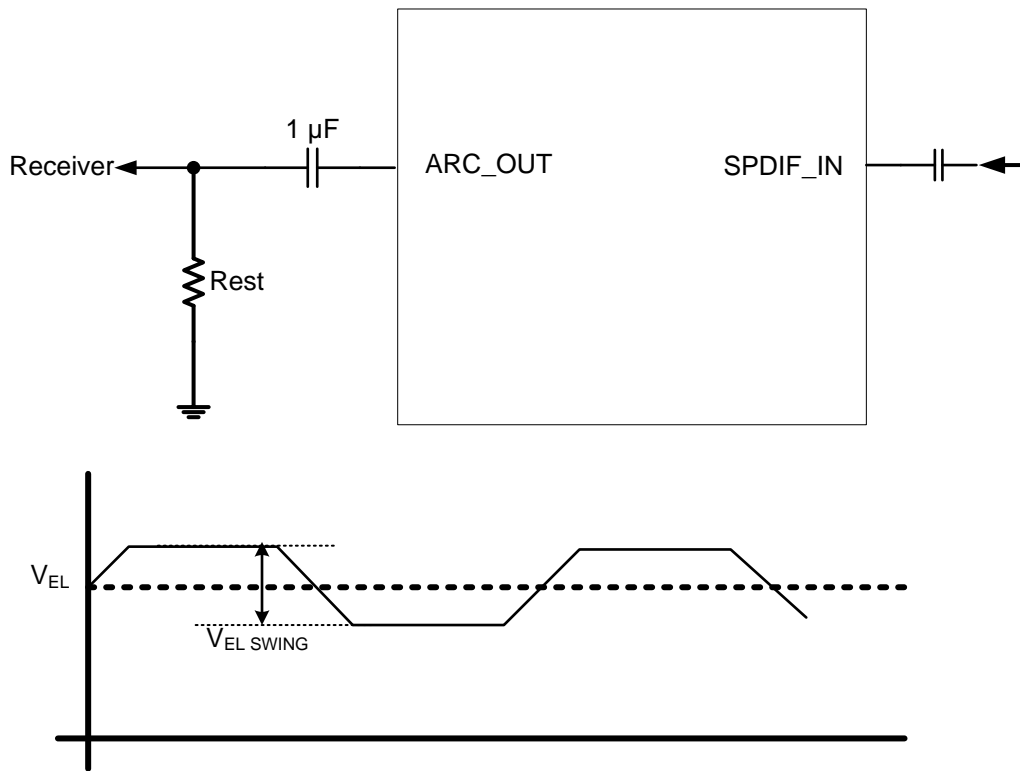 1 µF
Receiver
ARC_OUT
SPDIF_IN
Rest
VEL
VEL SWING